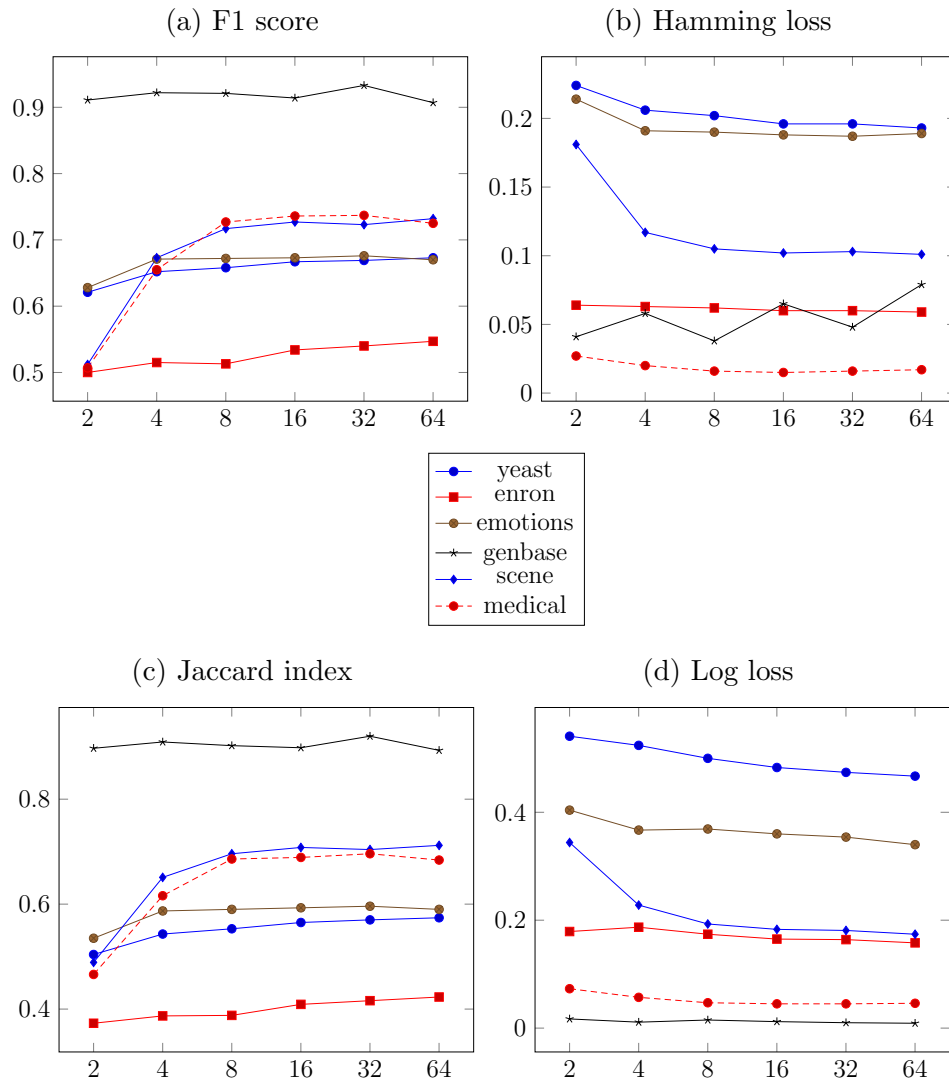 (a) F1 score
0.9
0.8
0.7
0.6
0.5
2 4 8 16 32 64
(b) Hamming loss
0.2
0.15
0.1
0.05
0
2 4 8 16 32 64
yeast
enron
emotions
genbase
scene
medical
(c) Jaccard index
0.8
0.6
0.4
2 4 8 16 32 64
(d) Log loss
0.4
0.2
0
2 4 8 16 32 64